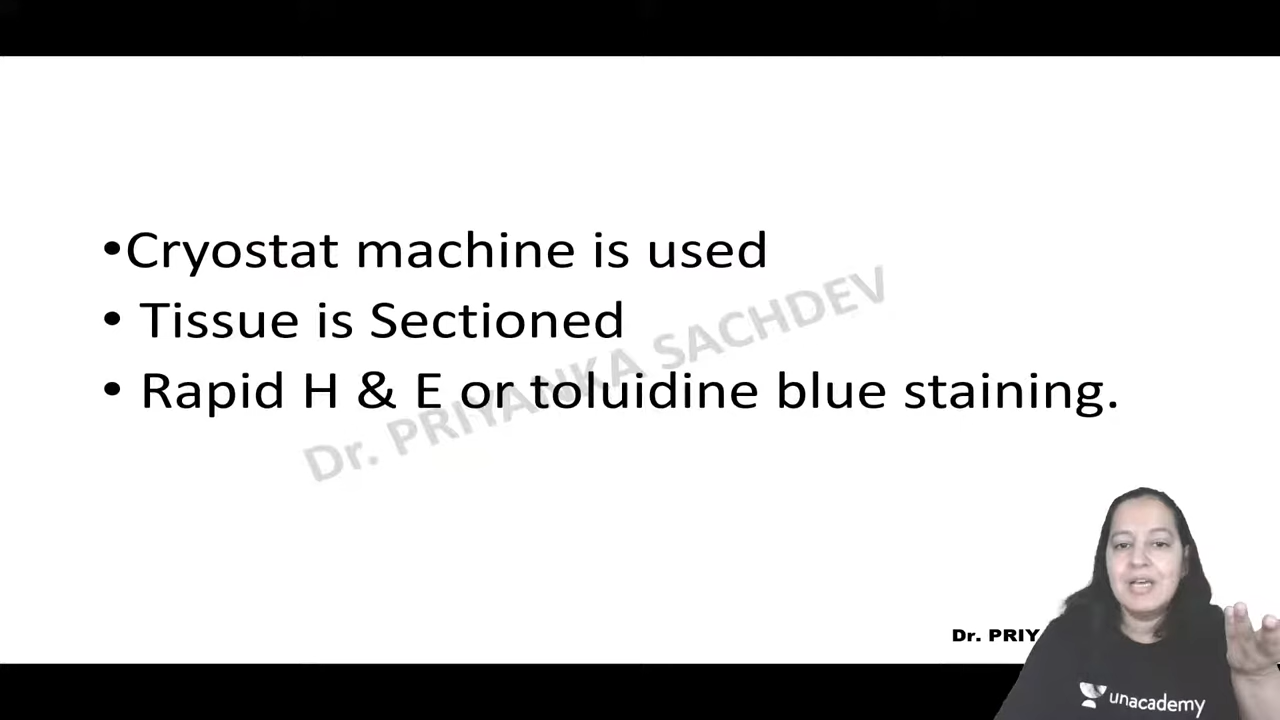 •Cryostat machine is used
• Tissue is Sectioned
• Rapid H & E or toluidine blue staining.
Dr. PRIYANKA SACHDEV
Dr. PRIY
unacademy